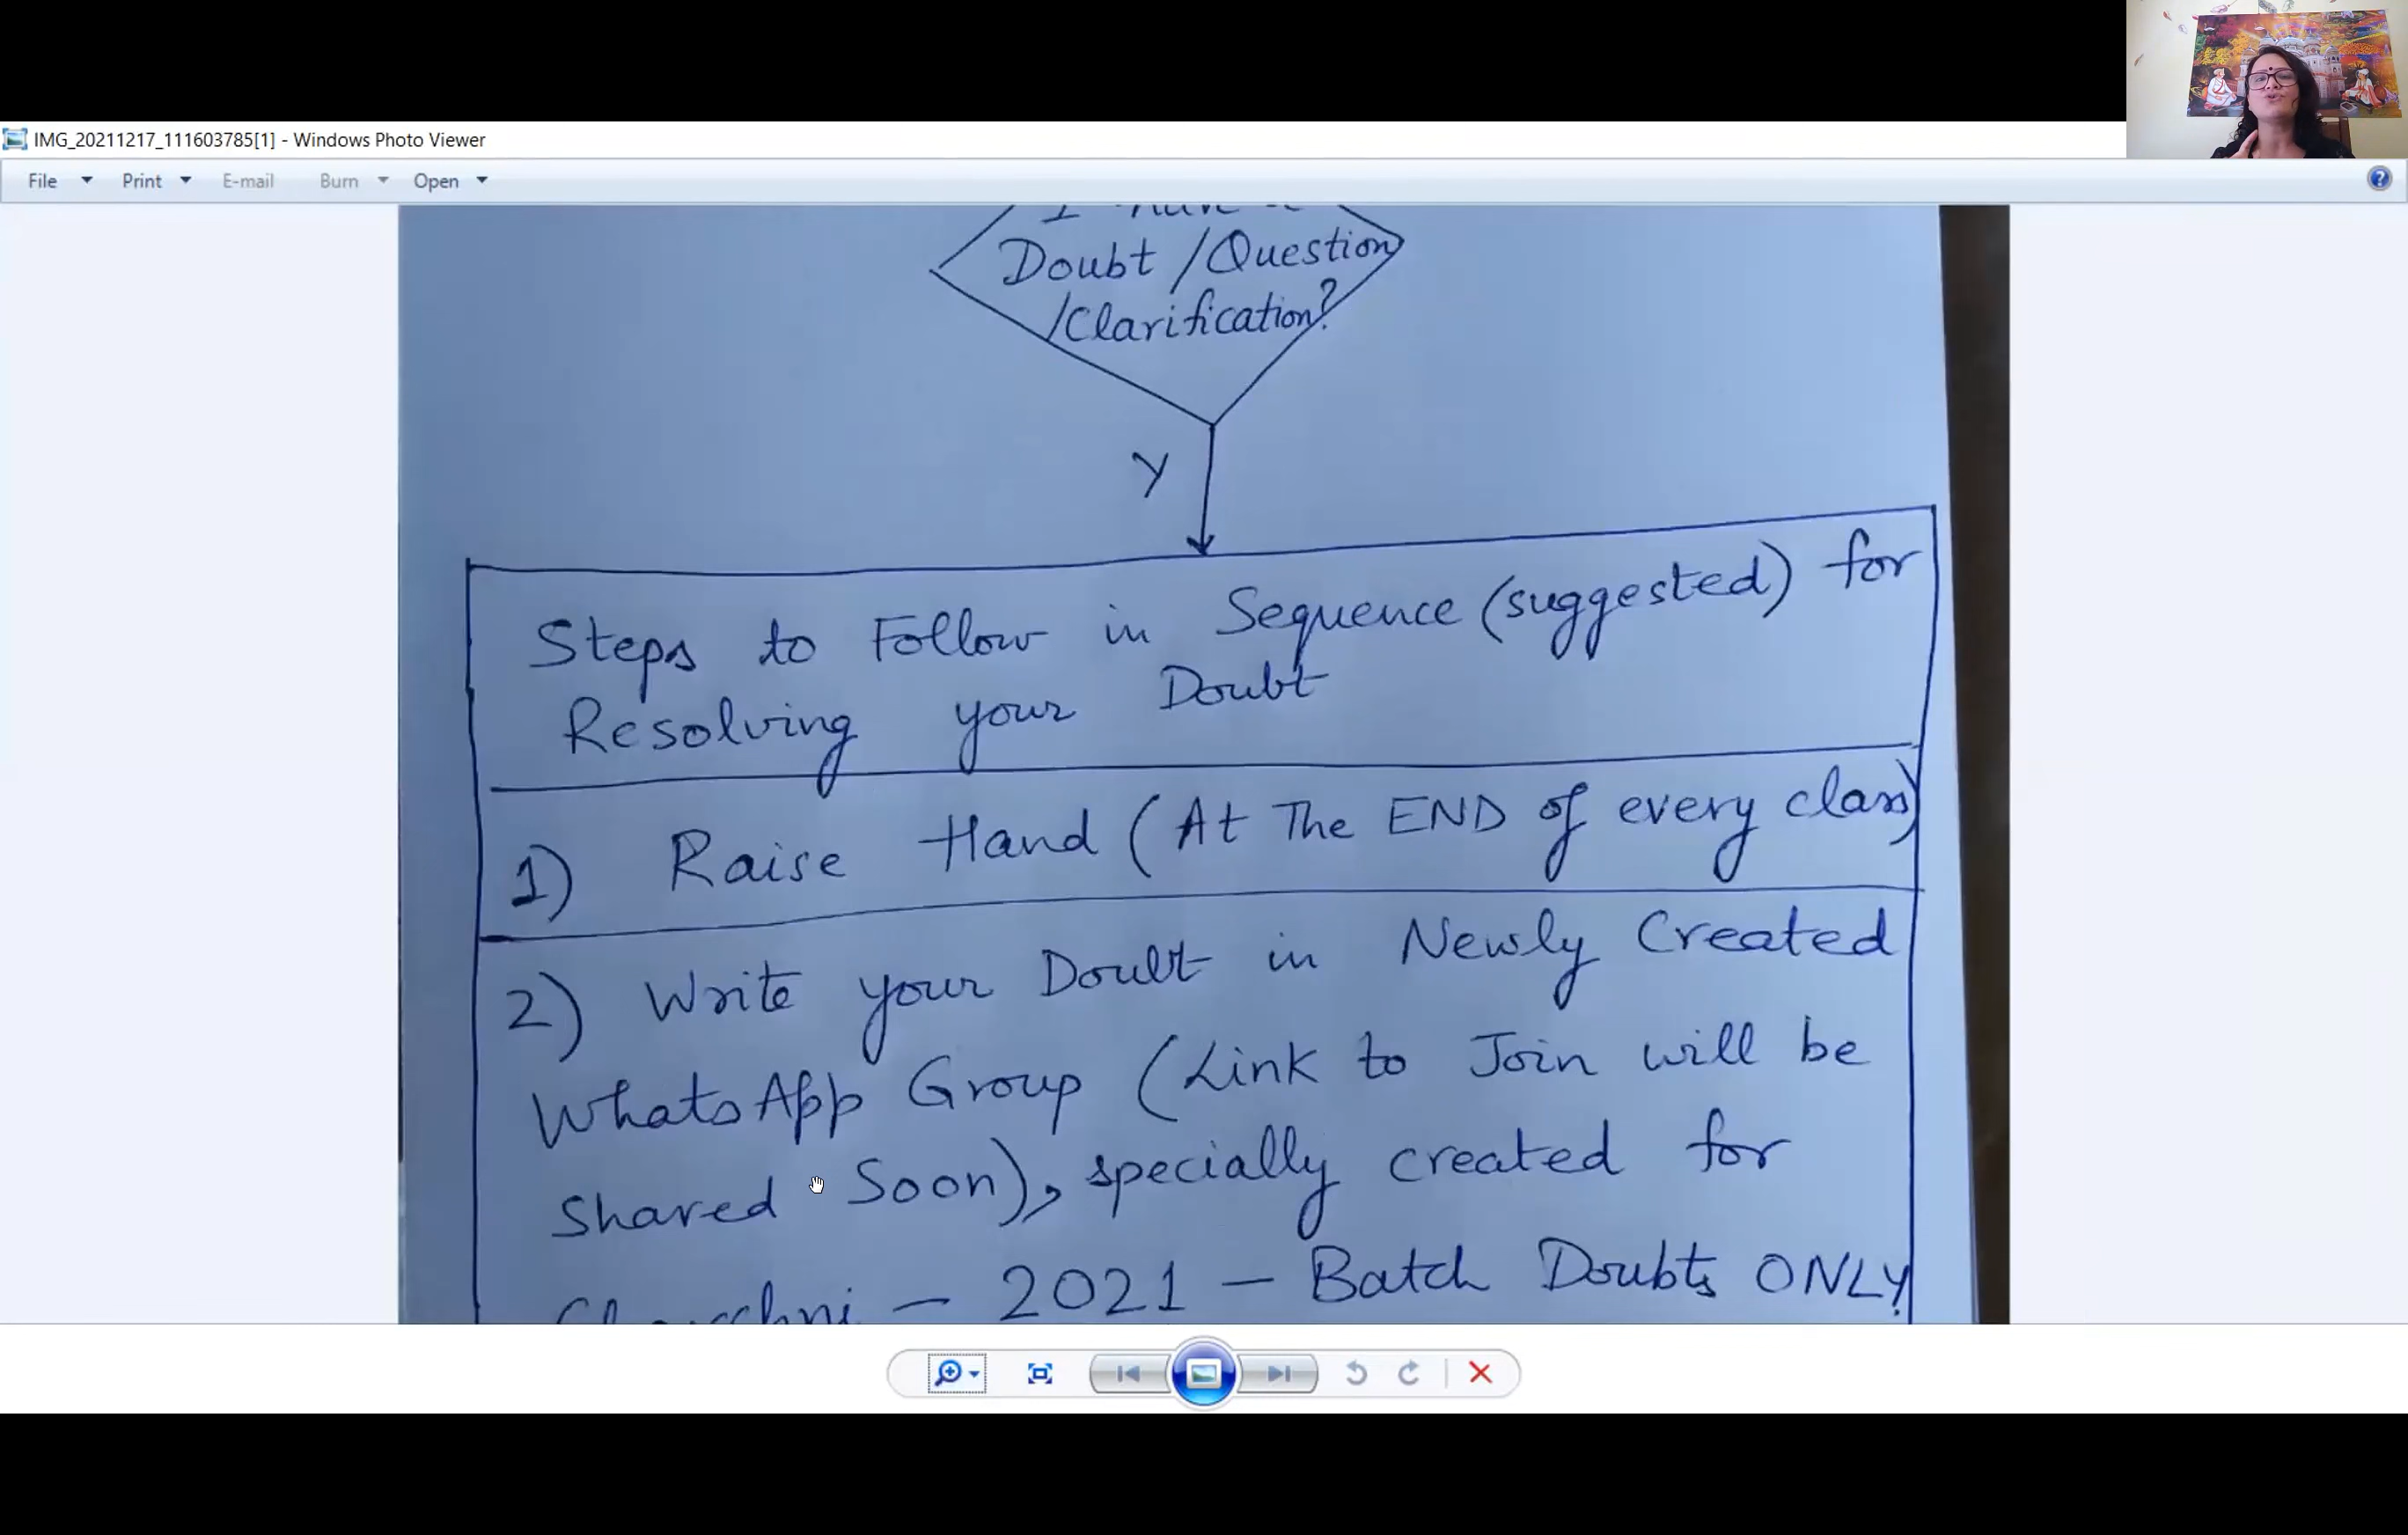 IMG_20211217_111603785[1] - Windows Photo Viewer
File Print E-mail Burn Open
I have a
Doubt / Question
/Clarification?
Y
Steps to Follow in Sequence (suggested) for
Resolving your Doubt
1) Raise Hand (At The END of every class)
2) Write your Doubt in Newly Created
WhatsApp Group (Link to Join will be
Shared Soon), specially created for
- 2021 - Batch Doubts ONLY